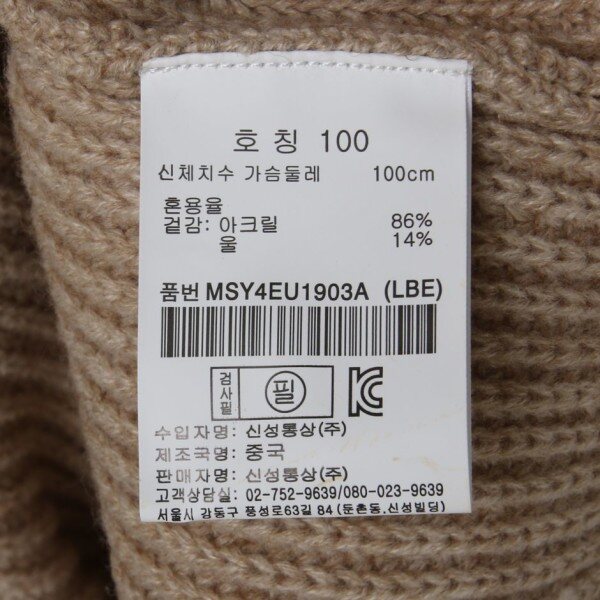 호 칭 100
신체치수 가슴둘레 100cm
혼용율
겉감: 아크릴 86%
울 14%
품번 MSY4EU1903A (LBE)
검사필 필 KC
수입자명: 신성통상(주)
제조국명: 중국
판매자명: 신성통상(주)
고객상담실: 02-752-9639/080-023-9639
서울시 강동구 풍성로63길 84 (둔촌동,신성빌딩)